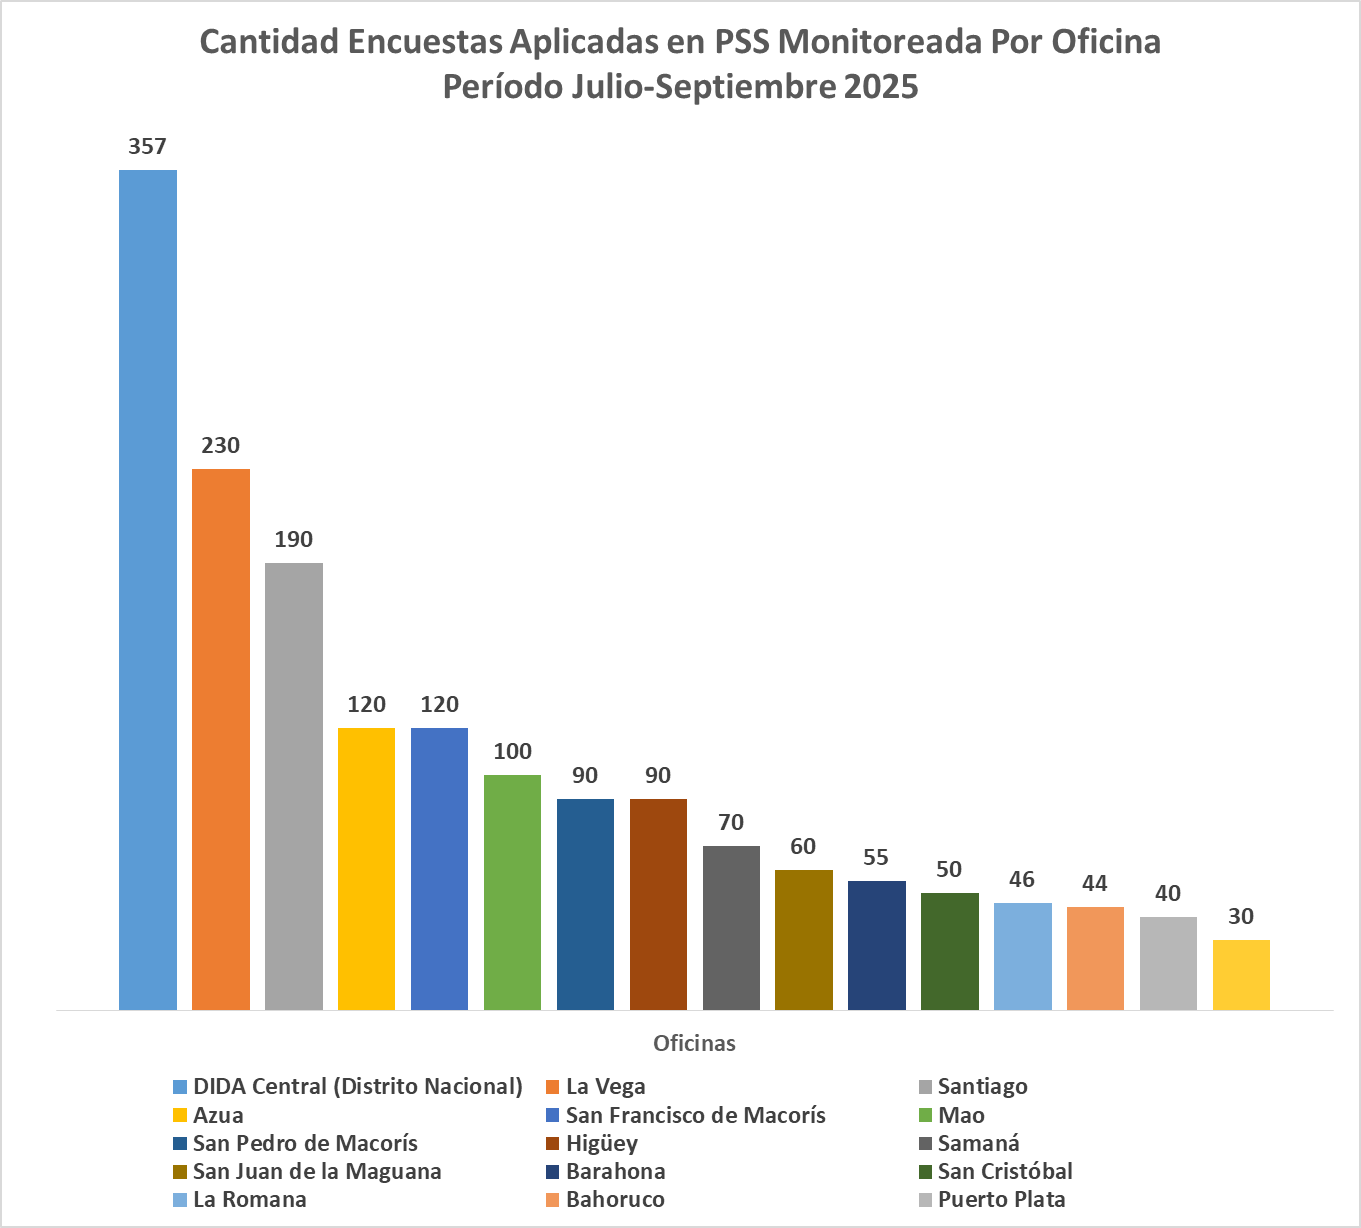 Cantidad Encuestas Aplicadas en PSS Monitoreada Por Oficina
Período Julio-Septiembre 2025
357
230
190
120
120
100
90
90
70
60
55
50
46
44
40
30
Oficinas
DIDA Central (Distrito Nacional)
La Vega
Santiago
Azua
San Francisco de Macorís
Mao
San Pedro de Macorís
Higüey
Samaná
San Juan de la Maguana
Barahona
San Cristóbal
La Romana
Bahoruco
Puerto Plata